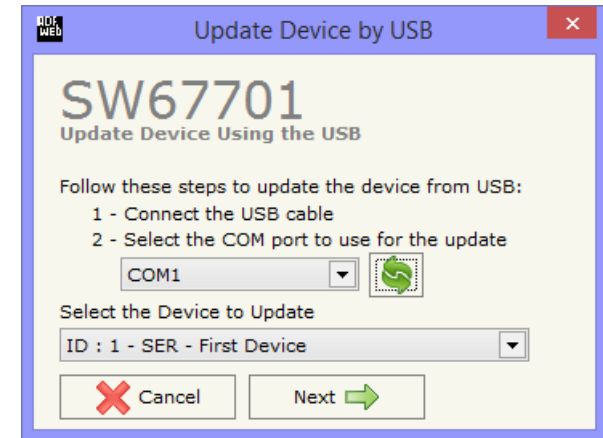 ADF
WEB
Update Device by USB
SW67701
Update Device Using the USB
Follow these steps to update the device from USB:
1 - Connect the USB cable
2 - Select the COM port to use for the update
COM1
Select the Device to Update
ID : 1 - SER - First Device
Cancel
Next